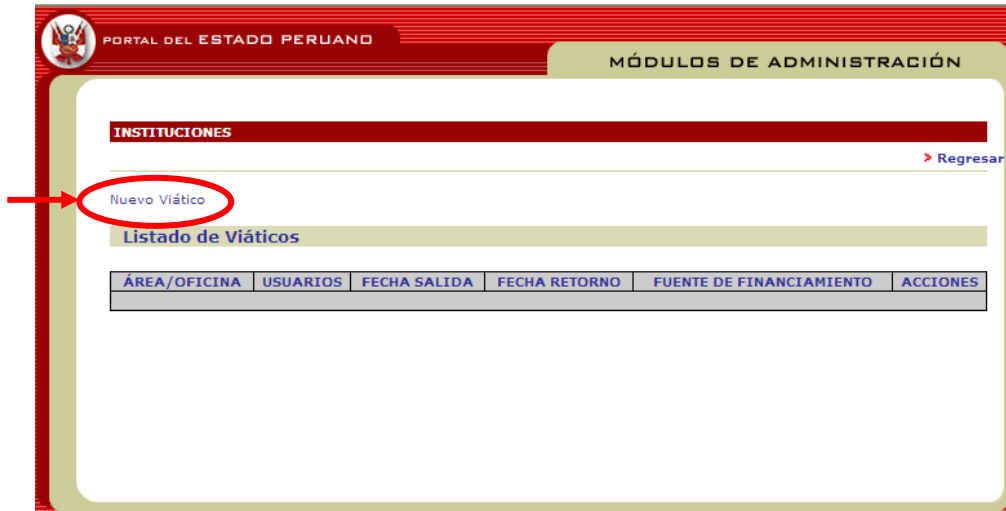 PORTAL DEL ESTADO PERUANO
MÓDULOS DE ADMINISTRACIÓN
INSTITUCIONES
> Regresar
Nuevo Viático
Listado de Viáticos
ÁREA/OFICINA USUARIOS FECHA SALIDA FECHA RETORNO FUENTE DE FINANCIAMIENTO ACCIONES